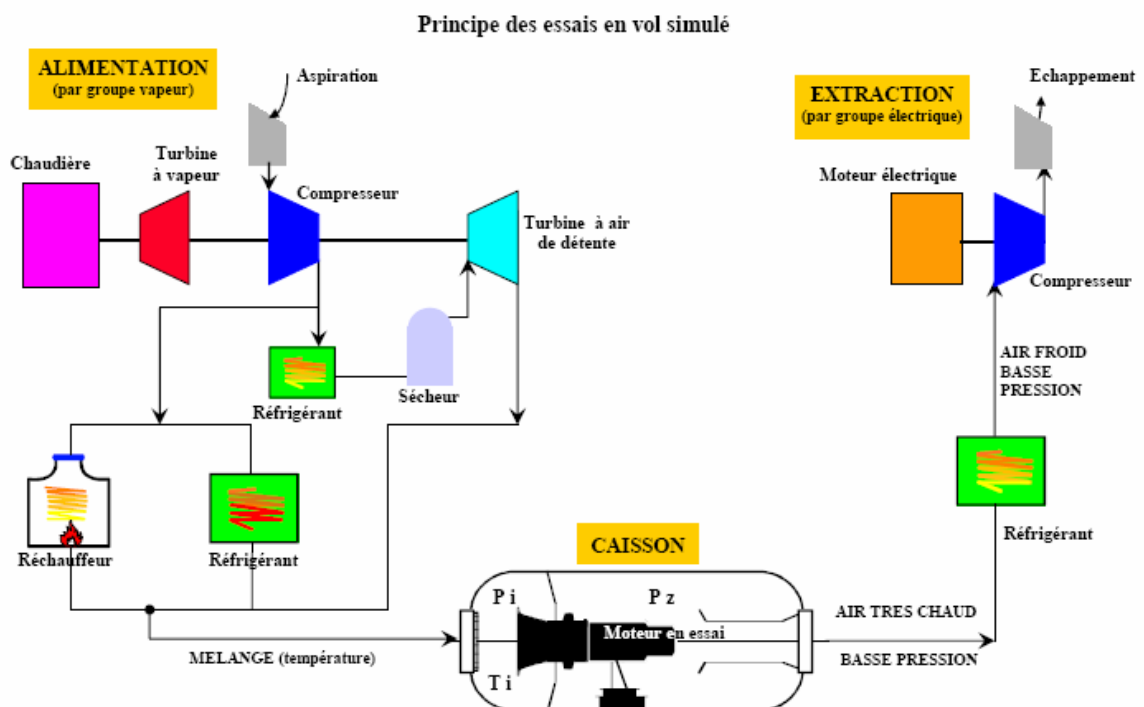 Principe des essais en vol simulé
ALIMENTATION
(par groupe vapeur)
Aspiration
Echappement
EXTRACTION
(par groupe électrique)
Chaudière
Turbine
à vapeur
Compresseur
Turbine à air
de détente
Moteur électrique
Compresseur
AIR FROID
BASSE
PRESSION
Réfrigérant
Sécheur
Réchauffeur
Réfrigérant
Réfrigérant
CAISSON
P i
P z
Moteur en essai
T i
MELANGE (température)
AIR TRES CHAUD
BASSE PRESSION